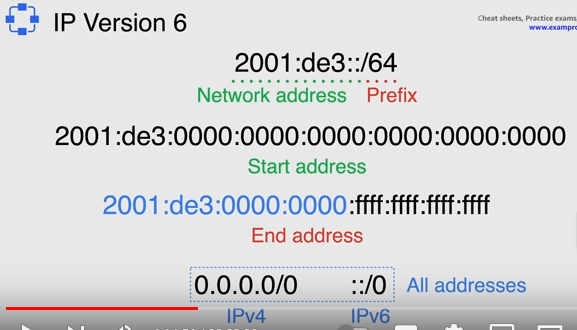 IP Version 6
Cheat sheets, Practice exams
www.exampro
2001:de3::/64
Network address Prefix
2001:de3:0000:0000:0000:0000:0000:0000
Start address
2001:de3:0000:0000:ffff:ffff:ffff:ffff
End address
0.0.0.0/0 ::/0 All addresses
IPv4 IPv6